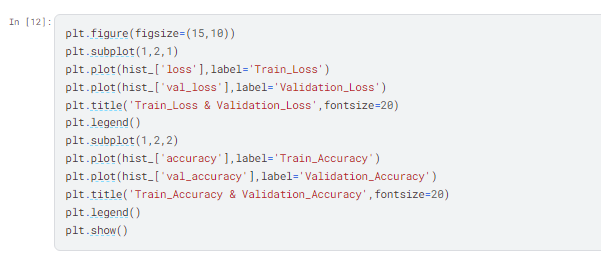 In [12]:
plt.figure(figsize=(15,10))
plt.subplot(1,2,1)
plt.plot(hist_['loss'],label='Train_Loss')
plt.plot(hist_['val_loss'],label='Validation_Loss')
plt.title('Train_Loss & Validation_Loss',fontsize=20)
plt.legend()
plt.subplot(1,2,2)
plt.plot(hist_['accuracy'],label='Train_Accuracy')
plt.plot(hist_['val_accuracy'],label='Validation_Accuracy')
plt.title('Train_Accuracy & Validation_Accuracy',fontsize=20)
plt.legend()
plt.show()